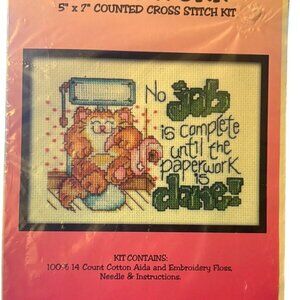 5" x 7" COUNTED CROSS STITCH KIT
No Job
is complete
until the
paperwork
is
done!
KIT CONTAINS:
100% 14 Count Cotton Aida and Embroidery Floss,
Needle & Instructions.